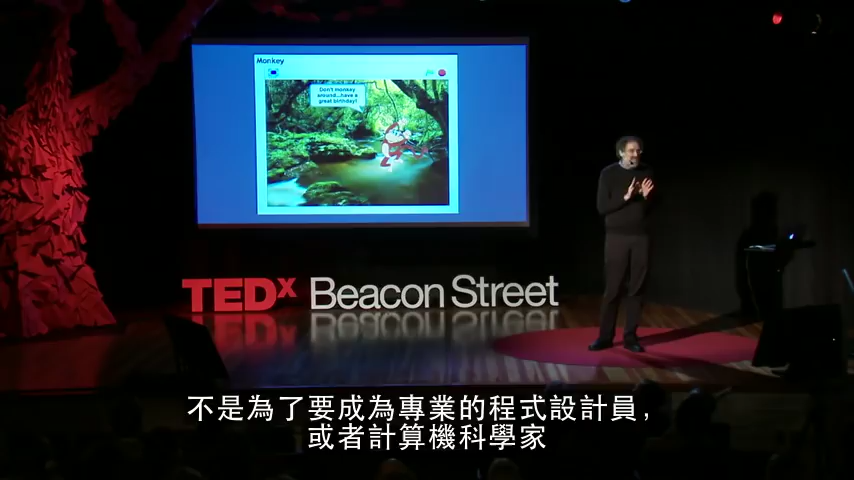 Monkey
Don't monkey
around...have a
great birthday!
TEDx Beacon Street
不是為了要成為專業的程式設計員，
或者計算機科學家